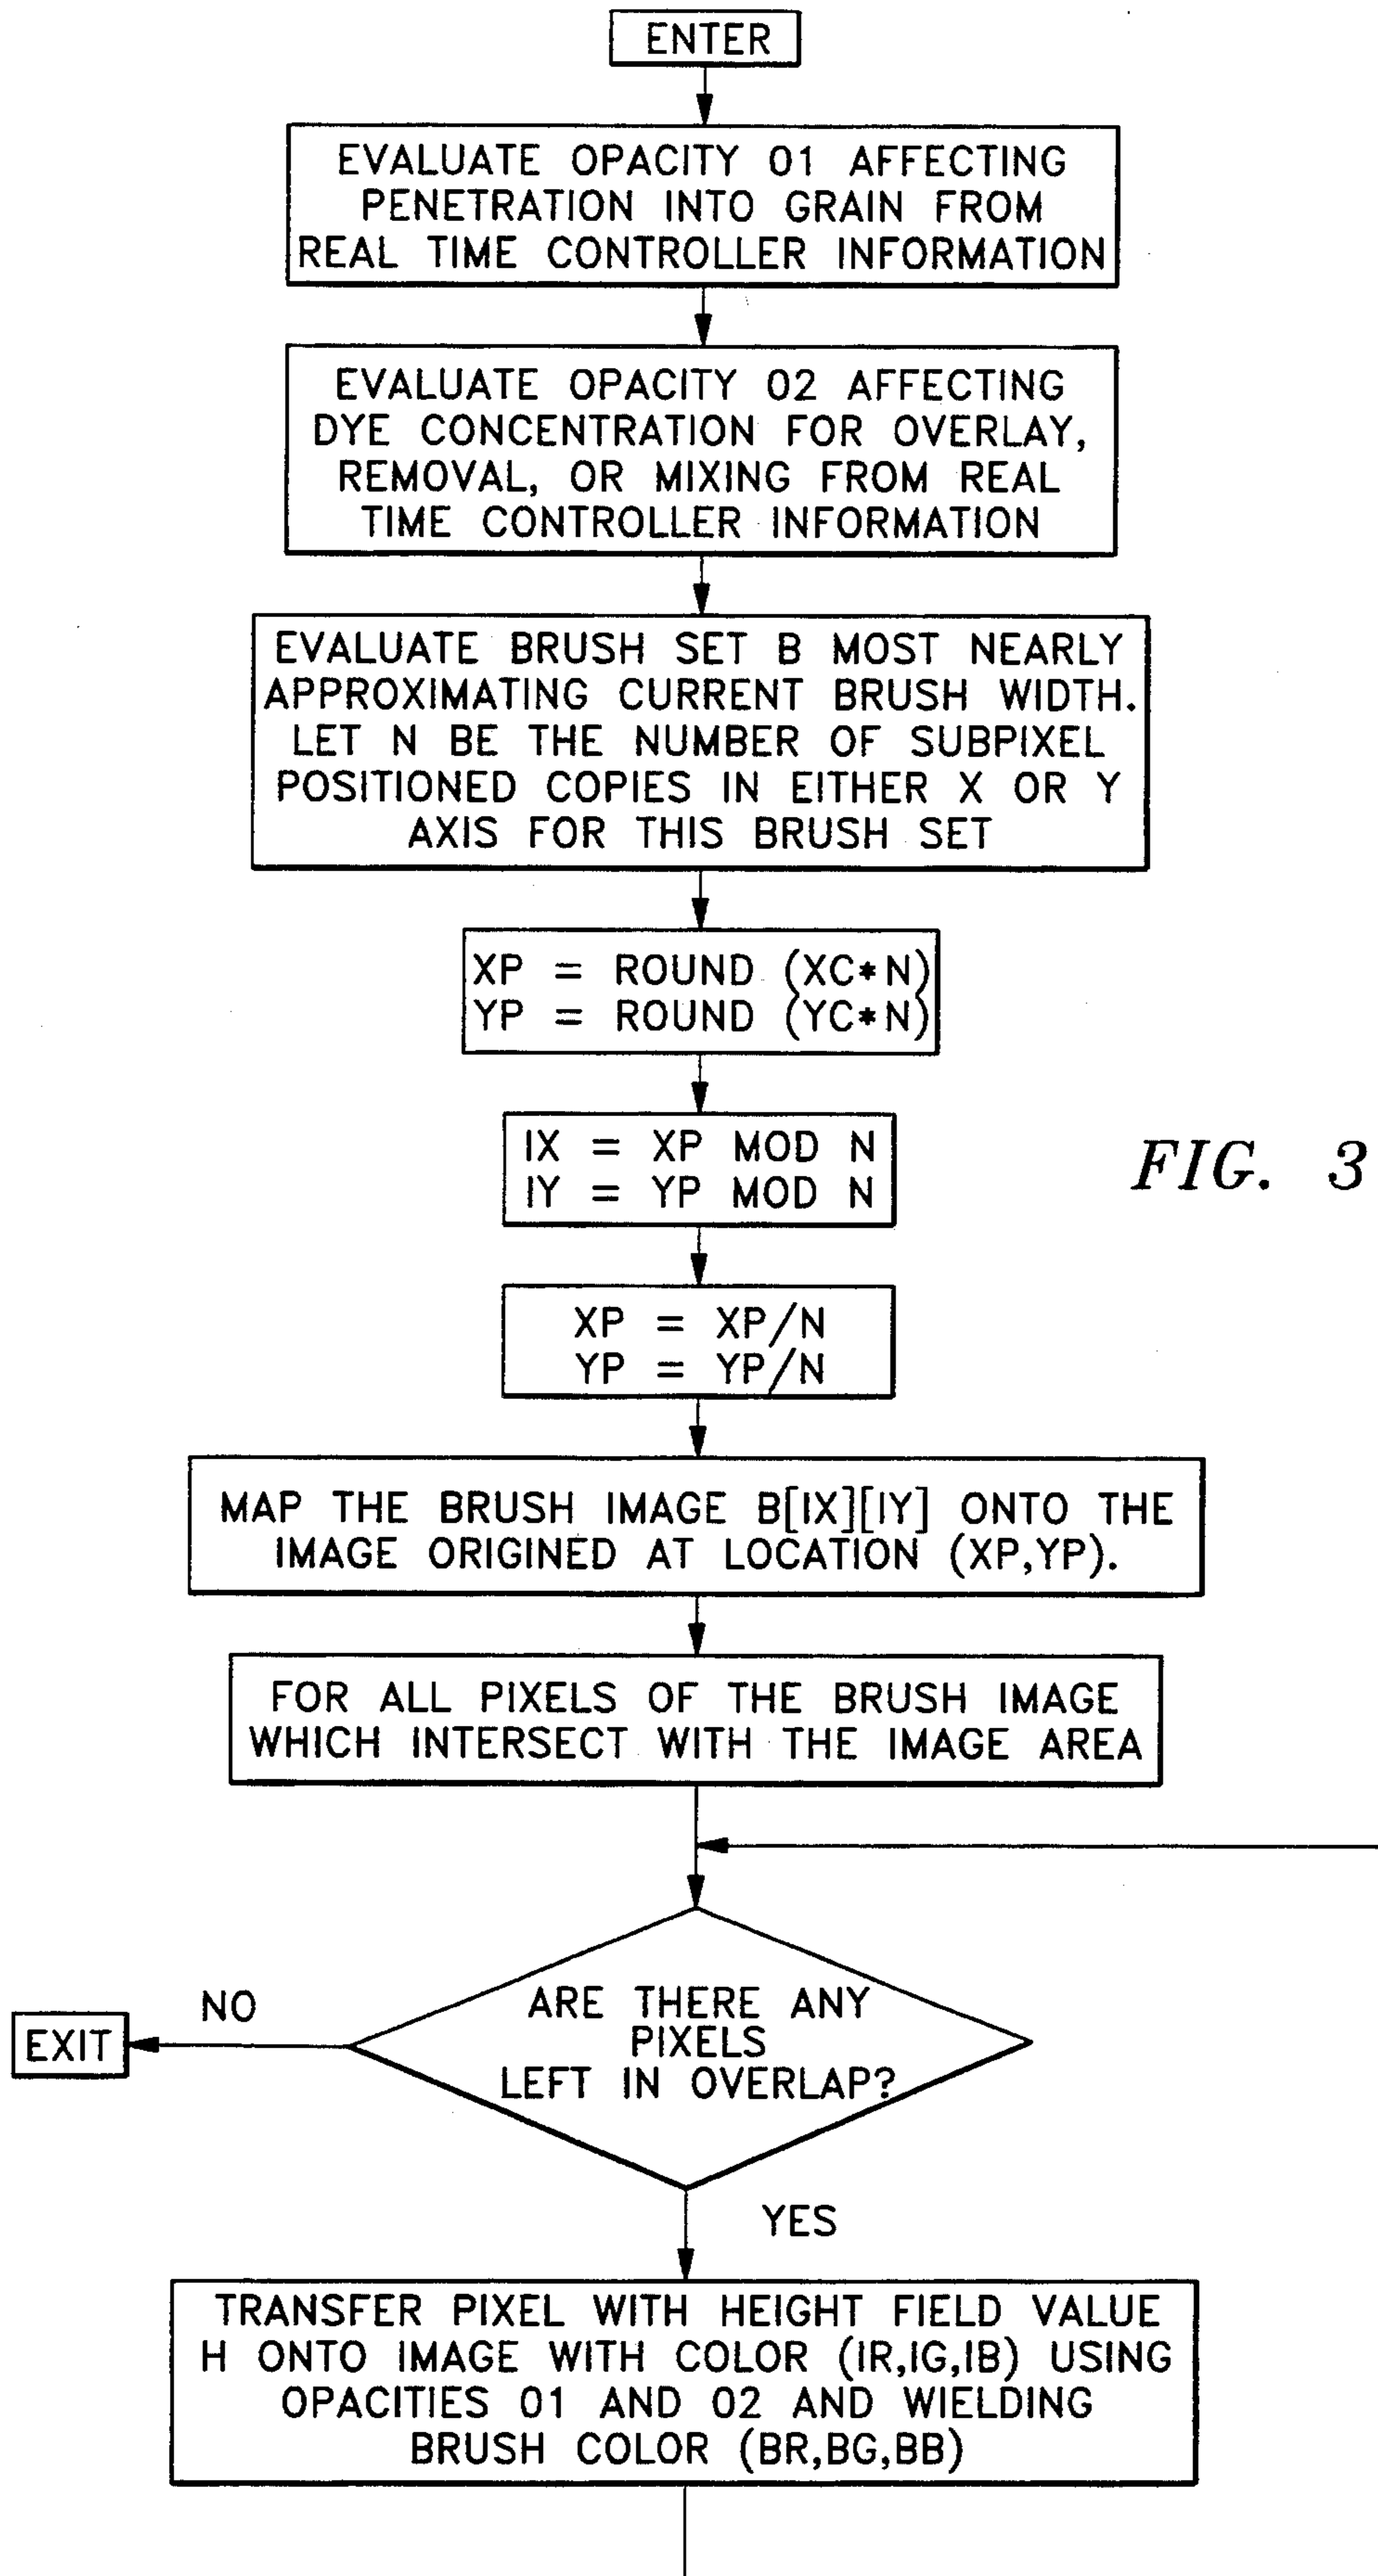 ENTER
EVALUATE OPACITY O1 AFFECTING
PENETRATION INTO GRAIN FROM
REAL TIME CONTROLLER INFORMATION
EVALUATE OPACITY O2 AFFECTING
DYE CONCENTRATION FOR OVERLAY,
REMOVAL, OR MIXING FROM REAL
TIME CONTROLLER INFORMATION
EVALUATE BRUSH SET B MOST NEARLY
APPROXIMATING CURRENT BRUSH WIDTH.
LET N BE THE NUMBER OF SUBPIXEL
POSITIONED COPIES IN EITHER X OR Y
AXIS FOR THIS BRUSH SET
XP = ROUND (XC*N)
YP = ROUND (YC*N)
IX = XP MOD N
IY = YP MOD N
FIG. 3
XP = XP/N
YP = YP/N
MAP THE BRUSH IMAGE B[IX][IY] ONTO THE
IMAGE ORIGINED AT LOCATION (XP,YP).
FOR ALL PIXELS OF THE BRUSH IMAGE
WHICH INTERSECT WITH THE IMAGE AREA
ARE THERE ANY
PIXELS
LEFT IN OVERLAP?
NO
EXIT
YES
TRANSFER PIXEL WITH HEIGHT FIELD VALUE
H ONTO IMAGE WITH COLOR (IR,IG,IB) USING
OPACITIES O1 AND O2 AND WIELDING
BRUSH COLOR (BR,BG,BB)